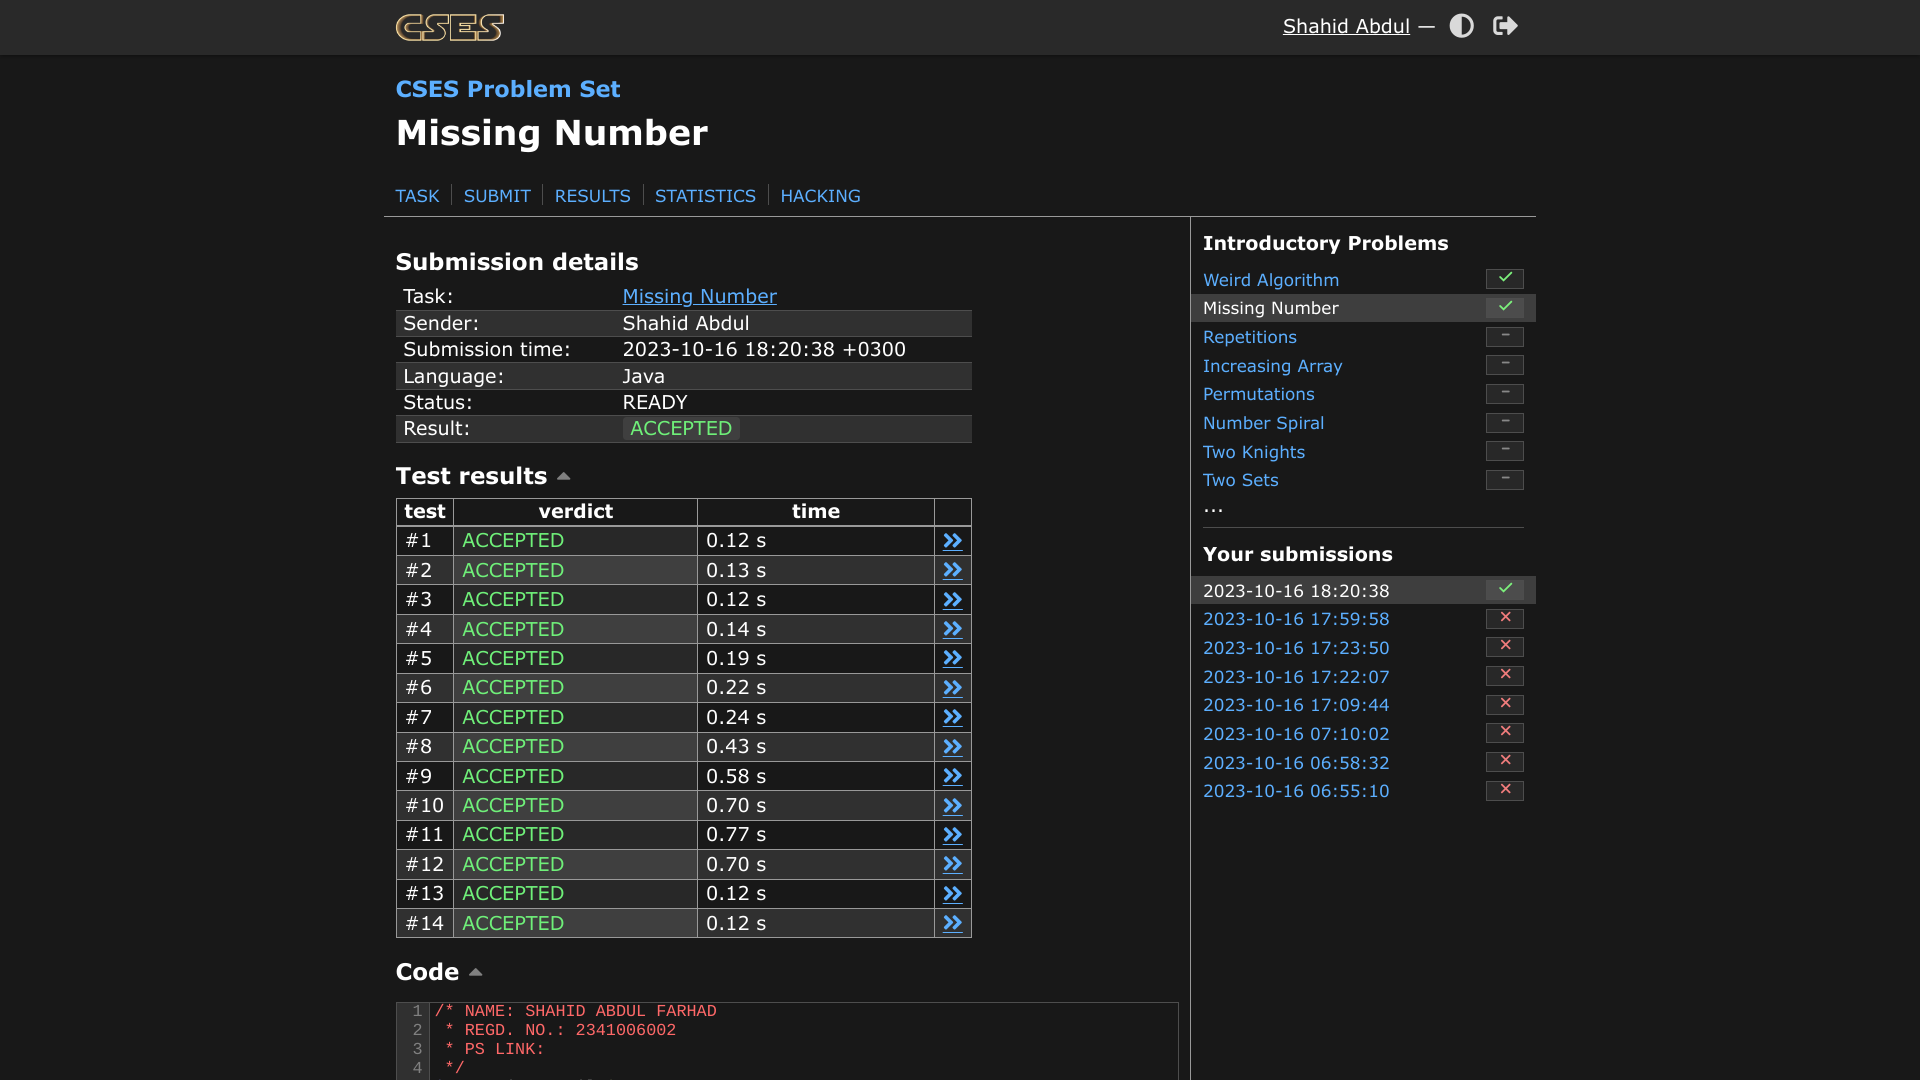 CSES
Shahid Abdul —
CSES Problem Set
Missing Number
TASK SUBMIT RESULTS STATISTICS HACKING
Submission details
Task: Missing Number
Sender: Shahid Abdul
Submission time: 2023-10-16 18:20:38 +0300
Language: Java
Status: READY
Result: ACCEPTED
Test results
test verdict time
#1 ACCEPTED 0.12 s
#2 ACCEPTED 0.13 s
#3 ACCEPTED 0.12 s
#4 ACCEPTED 0.14 s
#5 ACCEPTED 0.19 s
#6 ACCEPTED 0.22 s
#7 ACCEPTED 0.24 s
#8 ACCEPTED 0.43 s
#9 ACCEPTED 0.58 s
#10 ACCEPTED 0.70 s
#11 ACCEPTED 0.77 s
#12 ACCEPTED 0.70 s
#13 ACCEPTED 0.12 s
#14 ACCEPTED 0.12 s
Code
1 /* NAME: SHAHID ABDUL FARHAD
2 * REGD. NO.: 2341006002
3 * PS LINK:
4 */
Introductory Problems
Weird Algorithm
Missing Number
Repetitions –
Increasing Array –
Permutations –
Number Spiral –
Two Knights –
Two Sets –
...
Your submissions
2023-10-16 18:20:38
2023-10-16 17:59:58
2023-10-16 17:23:50
2023-10-16 17:22:07
2023-10-16 17:09:44
2023-10-16 07:10:02
2023-10-16 06:58:32
2023-10-16 06:55:10